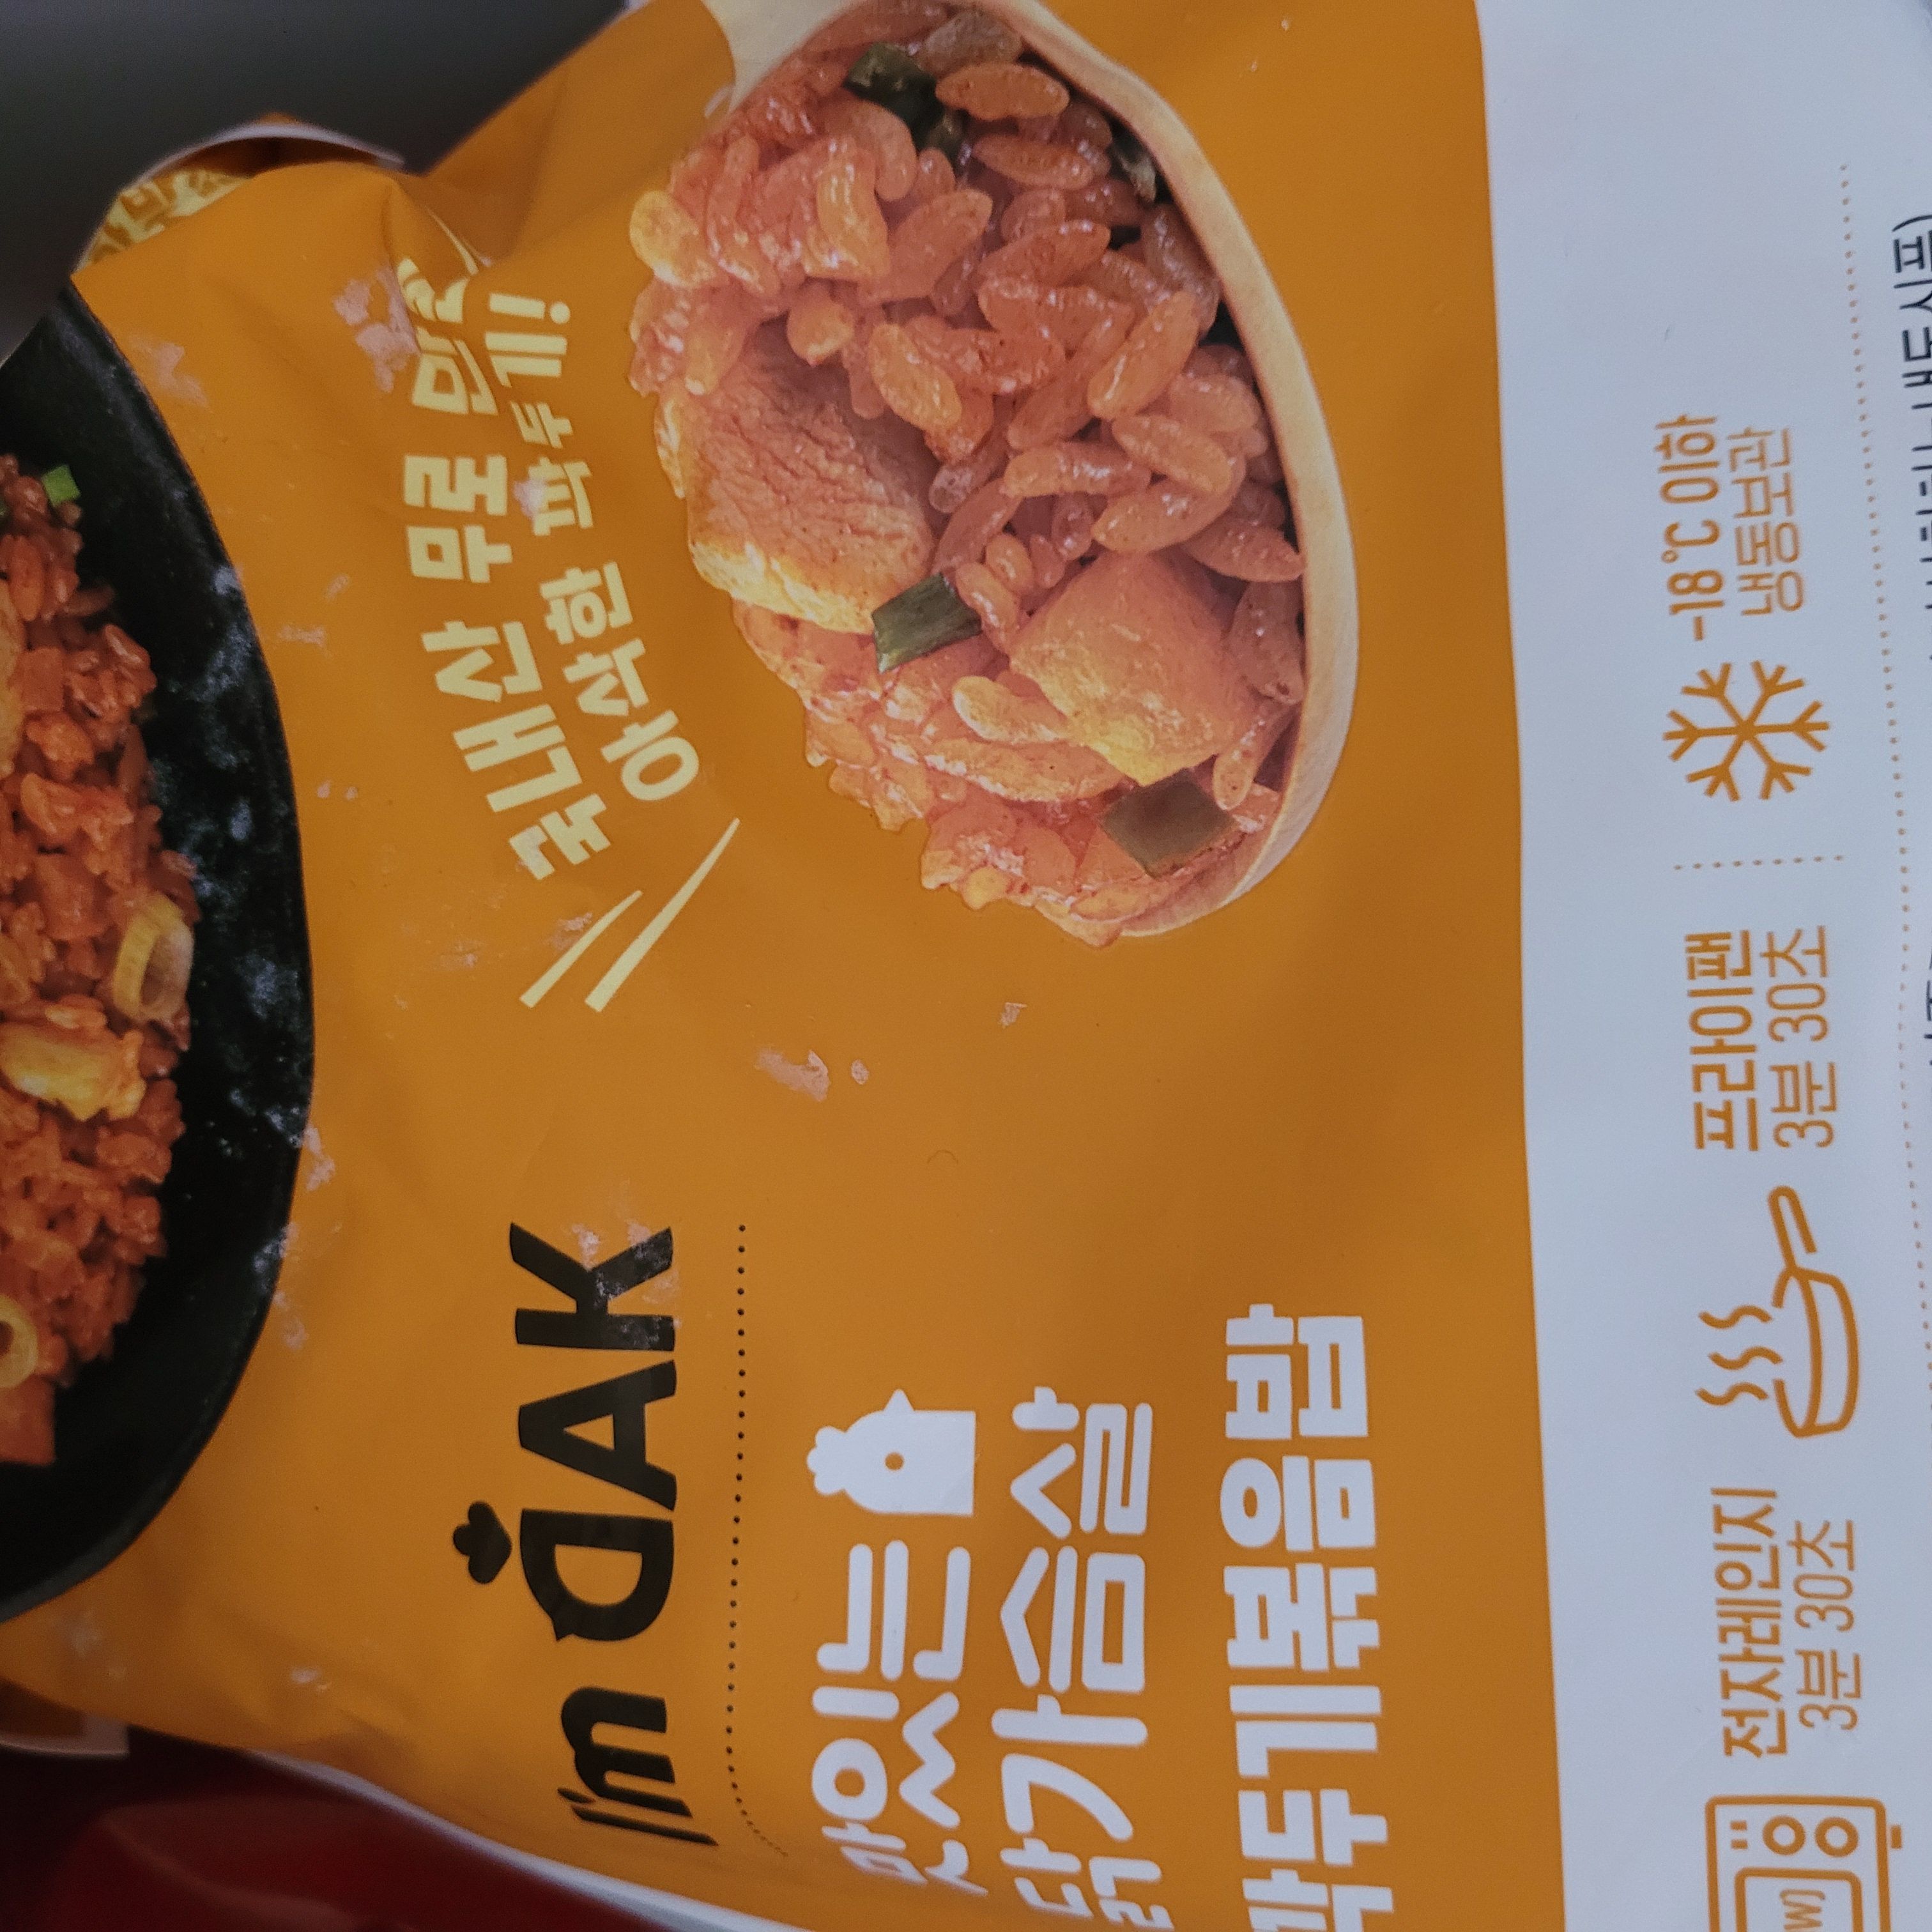 국내산 무로 만든
아삭한 깍두기!
I'm DAK
맛있는
닭가슴살
깍두기볶음밥
전자레인지
3분 30초
프라이팬
3분 30초
-18℃ 이하
냉동보관